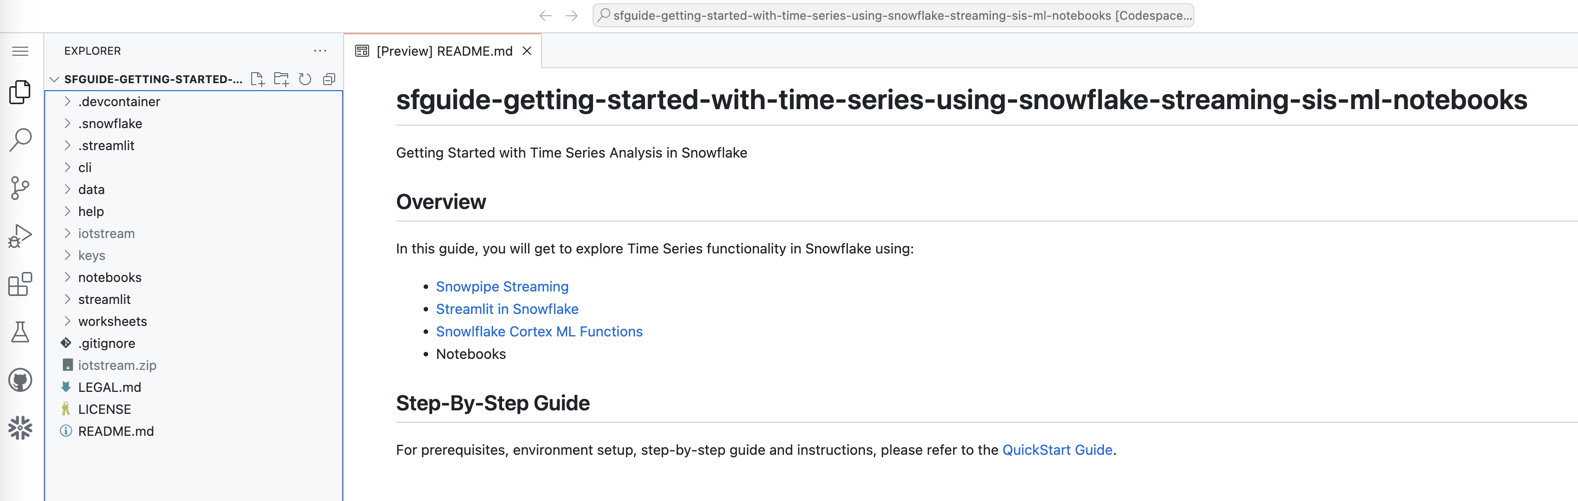 sfguide-getting-started-with-time-series-using-snowflake-streaming-sis-ml-notebooks [Codespace...
EXPLORER
SFGUIDE-GETTING-STARTED-...
.devcontainer
.snowflake
.streamlit
cli
data
help
iotstream
keys
notebooks
streamlit
worksheets
.gitignore
iotstream.zip
LEGAL.md
LICENSE
README.md
[Preview] README.md
sfguide-getting-started-with-time-series-using-snowflake-streaming-sis-ml-notebooks
Getting Started with Time Series Analysis in Snowflake
Overview
In this guide, you will get to explore Time Series functionality in Snowflake using:
• Snowpipe Streaming
• Streamlit in Snowflake
• Snowlflake Cortex ML Functions
• Notebooks
Step-By-Step Guide
For prerequisites, environment setup, step-by-step guide and instructions, please refer to the QuickStart Guide.